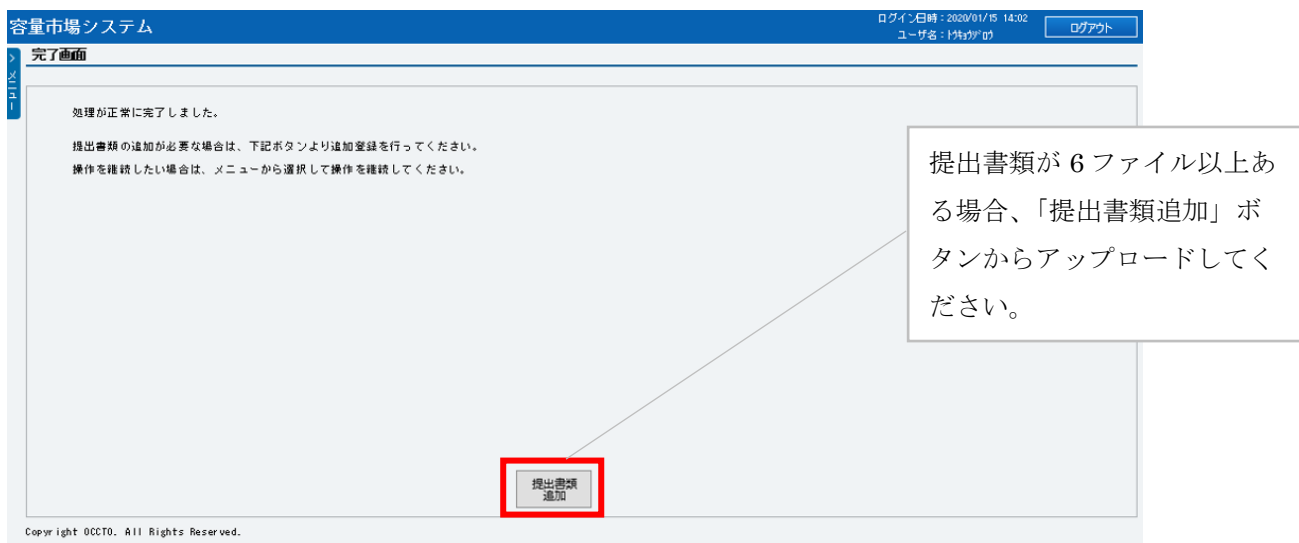 容量市場システム
ログイン日時：2020/01/15 14:02
ユーザ名：ﾄｳｷｮｳｼﾞﾛｳ
ログアウト
> メニュー
完了画面
処理が正常に完了しました。
提出書類の追加が必要な場合は、下記ボタンより追加登録を行ってください。
操作を継続したい場合は、メニューから選択して操作を継続してください。
提出書類が 6 ファイル以上あ
る場合、「提出書類追加」ボ
タンからアップロードしてく
ださい。
提出書類
追加
Copyright OCCTO. All Rights Reserved.